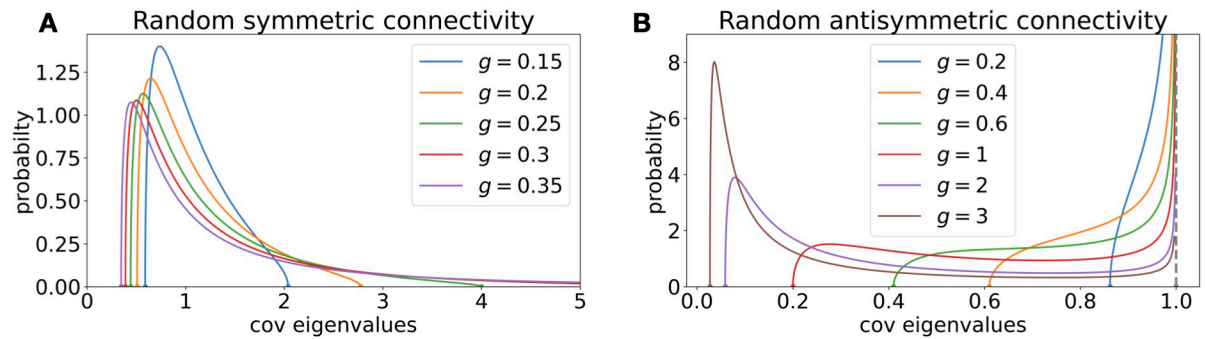 A Random symmetric connectivity
g = 0.15
g = 0.2
g = 0.25
g = 0.3
g = 0.35
probabilty
1.25
1.00
0.75
0.50
0.25
0.00
0 1 2 3 4 5
cov eigenvalues
B Random antisymmetric connectivity
g = 0.2
g = 0.4
g = 0.6
g = 1
g = 2
g = 3
probabilty
8
6
4
2
0
0.0 0.2 0.4 0.6 0.8 1.0
cov eigenvalues